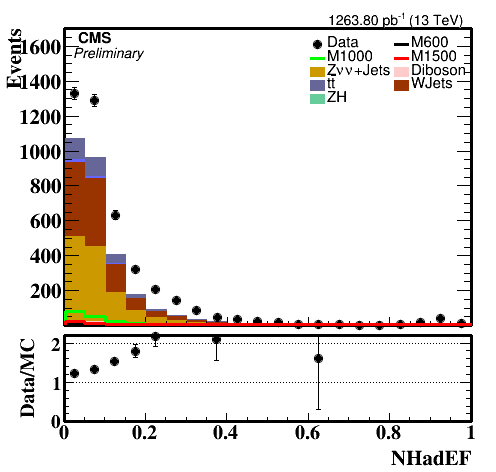 1263.80 pb⁻¹ (13 TeV)
CMS
Preliminary
Data
M600
M1000
M1500
Zνν+Jets
Diboson
tt
WJets
ZH
Events
1600
1400
1200
1000
800
600
400
200
Data/MC
2
1
0
0 0.2 0.4 0.6 0.8 1
NHadEF